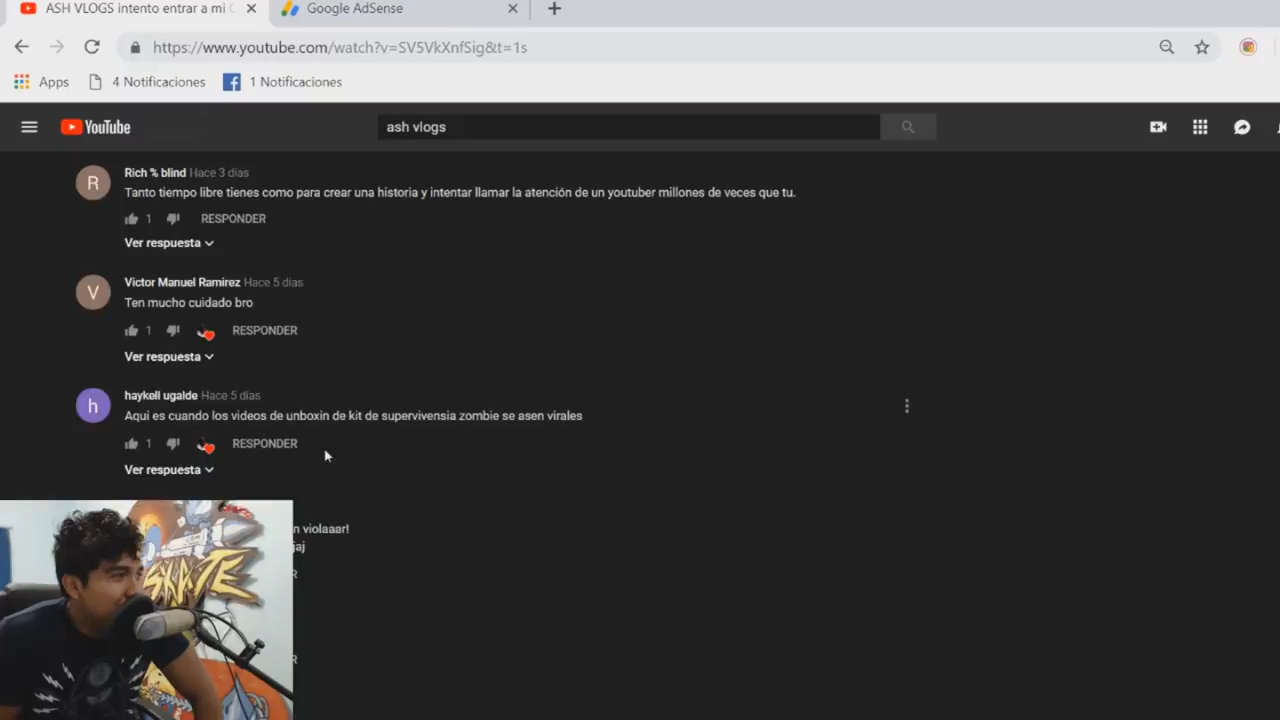 ASH VLOGS intento entrar a mi
Google AdSense
https://www.youtube.com/watch?v=SV5VkXnfSig&t=1s
Apps
4 Notificaciones
1 Notificaciones
YouTube
ash vlogs
R
Rich % blind Hace 3 días
Tanto tiempo libre tienes como para crear una historia y intentar llamar la atención de un youtuber millones de veces que tu.
1 RESPONDER
Ver respuesta
V
Victor Manuel Ramirez Hace 5 días
Ten mucho cuidado bro
1 RESPONDER
Ver respuesta
h
haykell ugalde Hace 5 días
Aqui es cuando los videos de unboxin de kit de supervivensia zombie se asen virales
1 RESPONDER
Ver respuesta
n violaaar!
jaj
R
R
SKATE